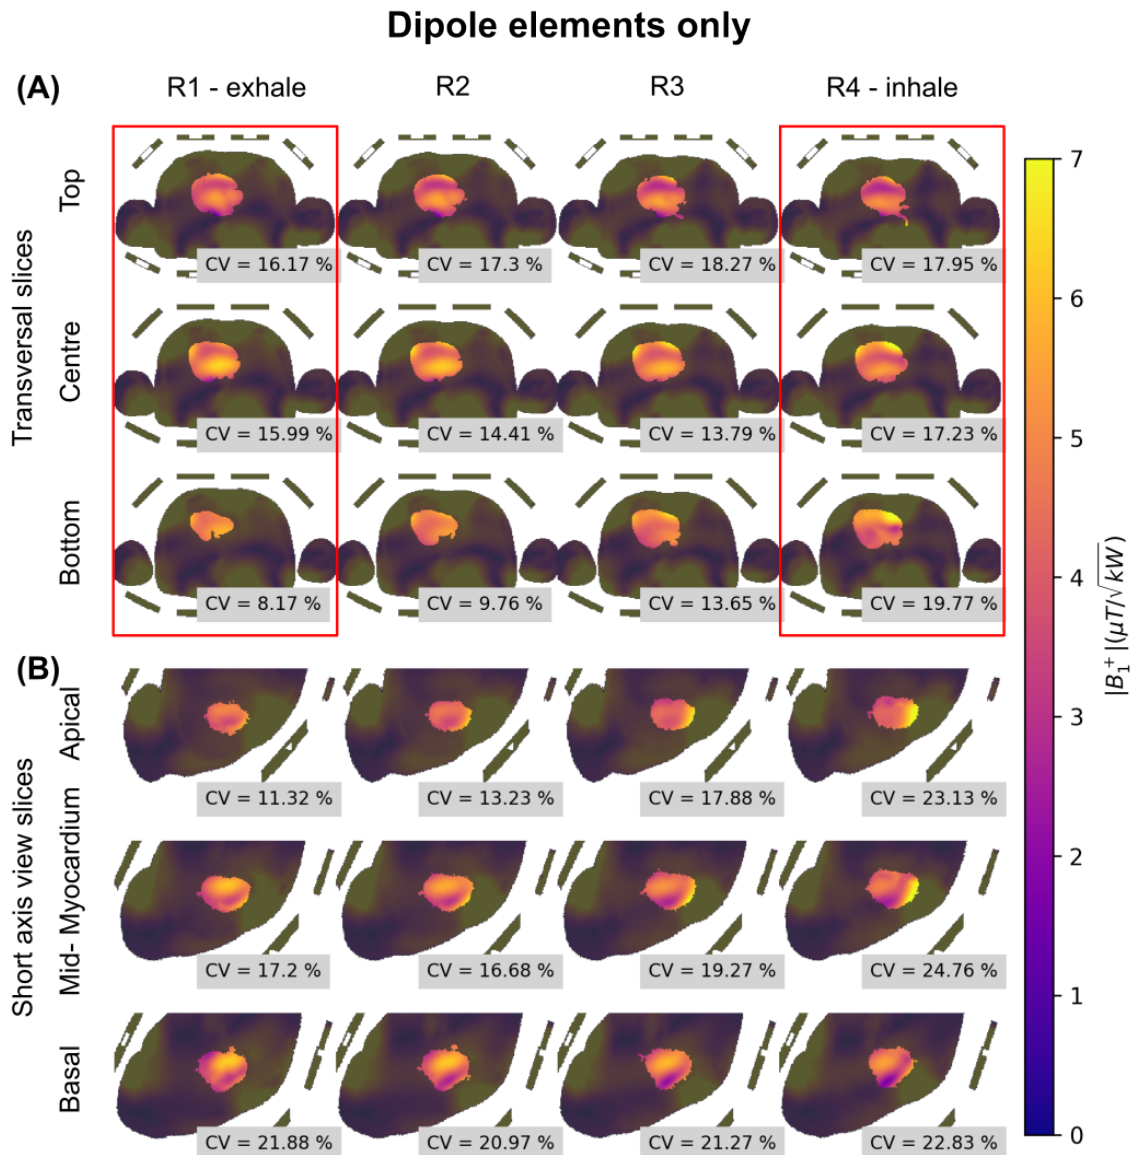 Dipole elements only
(A) R1 - exhale R2 R3 R4 - inhale
Transversal slices
Top
CV = 16.17 % CV = 17.3 % CV = 18.27 % CV = 17.95 %
Centre
CV = 15.99 % CV = 14.41 % CV = 13.79 % CV = 17.23 %
Bottom
CV = 8.17 % CV = 9.76 % CV = 13.65 % CV = 19.77 %
(B)
Short axis view slices
Apical
CV = 11.32 % CV = 13.23 % CV = 17.88 % CV = 23.13 %
Mid- Myocardium
CV = 17.2 % CV = 16.68 % CV = 19.27 % CV = 24.76 %
Basal
CV = 21.88 % CV = 20.97 % CV = 21.27 % CV = 22.83 %
7
6
5
4
3
2
1
0
|B₁⁺|(μT/√kW)